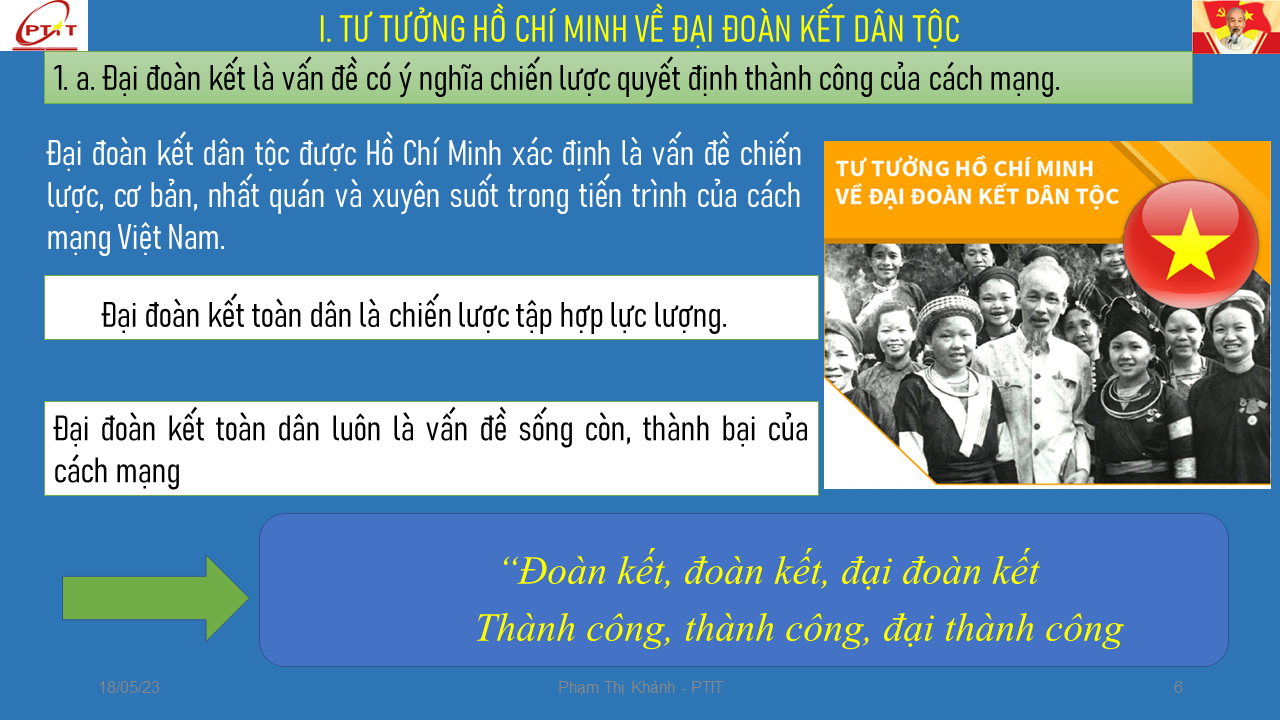 PTIT
I. TƯ TƯỞNG HỒ CHÍ MINH VỀ ĐẠI ĐOÀN KẾT DÂN TỘC
1. a. Đại đoàn kết là vấn đề có ý nghĩa chiến lược quyết định thành công của cách mạng.
Đại đoàn kết dân tộc được Hồ Chí Minh xác định là vấn đề chiến
lược, cơ bản, nhất quán và xuyên suốt trong tiến trình của cách
mạng Việt Nam.
TƯ TƯỞNG HỒ CHÍ MINH
VỀ ĐẠI ĐOÀN KẾT DÂN TỘC
Đại đoàn kết toàn dân là chiến lược tập hợp lực lượng.
Đại đoàn kết toàn dân luôn là vấn đề sống còn, thành bại của
cách mạng
“Đoàn kết, đoàn kết, đại đoàn kết
Thành công, thành công, đại thành công
18/05/23
Phạm Thị Khánh - PTIT
6